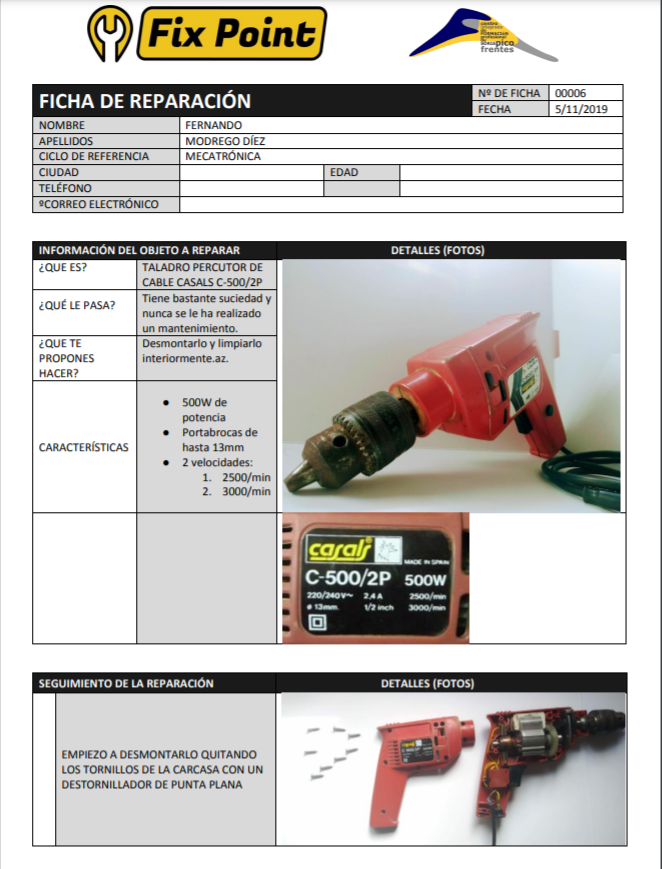 Fix Point
centro
integrado
de
FORMACIÓN
profesional
pico
frentes
FICHA DE REPARACIÓN
Nº DE FICHA 00006
FECHA 5/11/2019
NOMBRE FERNANDO
APELLIDOS MODREGO DÍEZ
CICLO DE REFERENCIA MECATRÓNICA
CIUDAD EDAD
TELÉFONO
ºCORREO ELECTRÓNICO
INFORMACIÓN DEL OBJETO A REPARAR DETALLES (FOTOS)
¿QUE ES? TALADRO PERCUTOR DE
CABLE CASALS C-500/2P
¿QUÉ LE PASA? Tiene bastante suciedad y
nunca se le ha realizado
un mantenimiento.
¿QUE TE
PROPONES
HACER?
Desmontarlo y limpiarlo
interiormente.az.
CARACTERÍSTICAS
● 500W de
potencia
● Portabrocas de
hasta 13mm
● 2 velocidades:
1. 2500/min
2. 3000/min
casals
MADE IN SPAIN
C-500/2P 500W
220/240V~ 2,4 A 2500/min
ø 13mm. 1/2 inch 3000/min
SEGUIMIENTO DE LA REPARACIÓN DETALLES (FOTOS)
EMPIEZO A DESMONTARLO QUITANDO
LOS TORNILLOS DE LA CARCASA CON UN
DESTORNILLADOR DE PUNTA PLANA